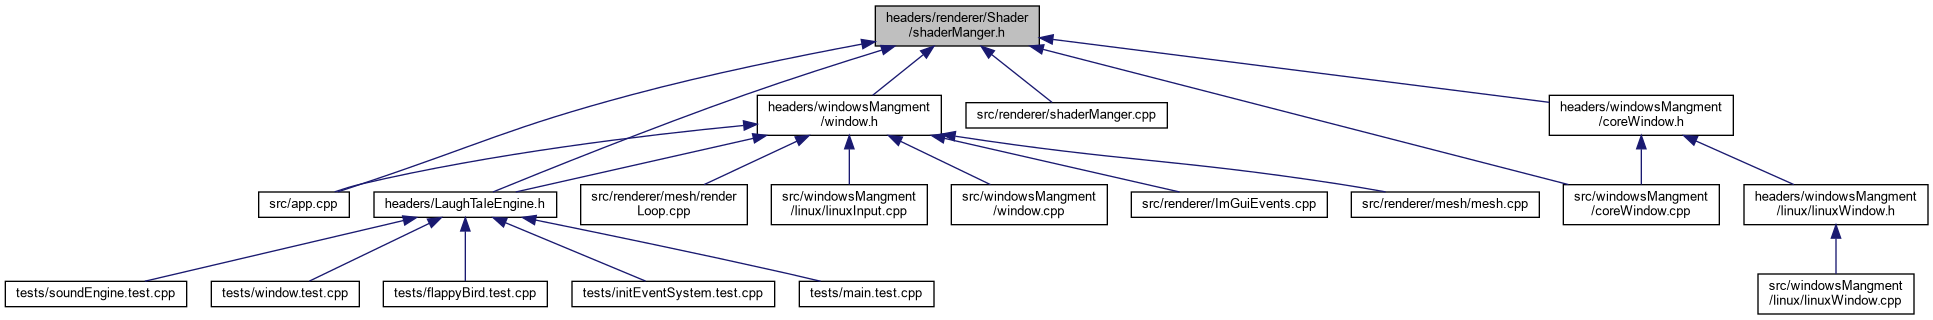 headers/renderer/Shader
/shaderManger.h
headers/windowsMangment
/window.h
src/renderer/shaderManger.cpp
headers/windowsMangment
/coreWindow.h
src/app.cpp
headers/LaughTaleEngine.h
src/renderer/mesh/render
Loop.cpp
src/windowsMangment
/linux/linuxInput.cpp
src/windowsMangment
/window.cpp
src/renderer/ImGuiEvents.cpp
src/renderer/mesh/mesh.cpp
src/windowsMangment
/coreWindow.cpp
headers/windowsMangment
/linux/linuxWindow.h
tests/soundEngine.test.cpp
tests/window.test.cpp
tests/flappyBird.test.cpp
tests/initEventSystem.test.cpp
tests/main.test.cpp
src/windowsMangment
/linux/linuxWindow.cpp